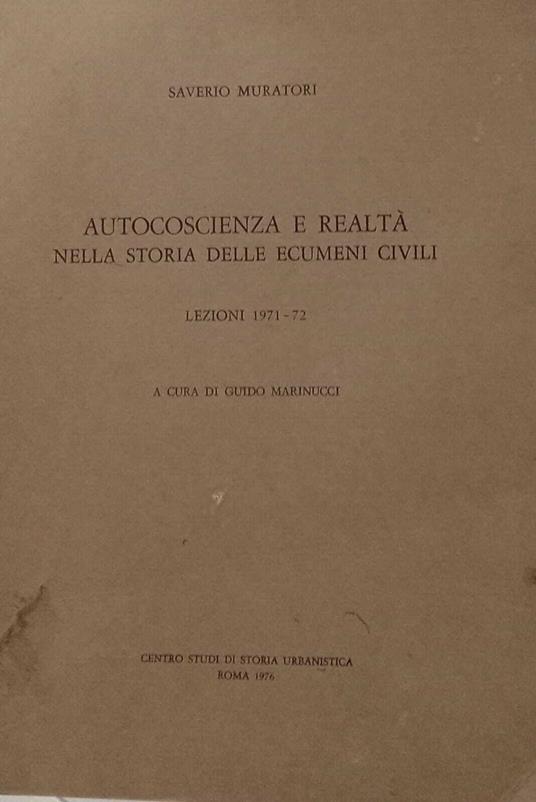 SAVERIO MURATORI
AUTOCOSCIENZA E REALTÀ
NELLA STORIA DELLE ECUMENI CIVILI
LEZIONI 1971-72
A CURA DI GUIDO MARINUCCI
CENTRO STUDI DI STORIA URBANISTICA
ROMA 1976